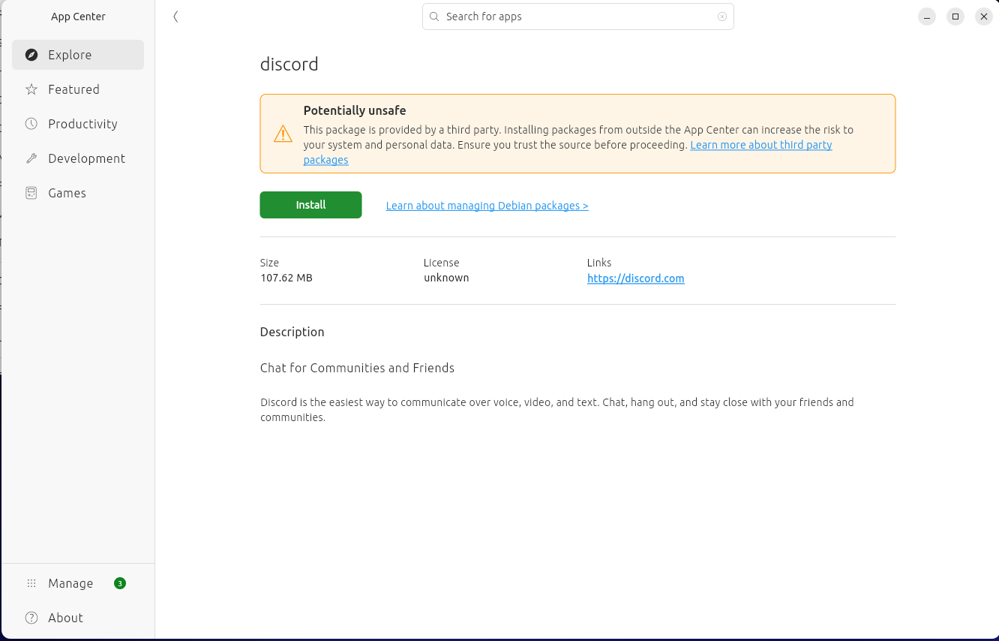 App Center
Search for apps
Explore
Featured
Productivity
Development
Games
Manage
3
About
discord
Potentially unsafe
This package is provided by a third party. Installing packages from outside the App Center can increase the risk to
your system and personal data. Ensure you trust the source before proceeding. Learn more about third party
packages
Install
Learn about managing Debian packages >
Size
107.62 MB
License
unknown
Links
https://discord.com
Description
Chat for Communities and Friends
Discord is the easiest way to communicate over voice, video, and text. Chat, hang out, and stay close with your friends and
communities.